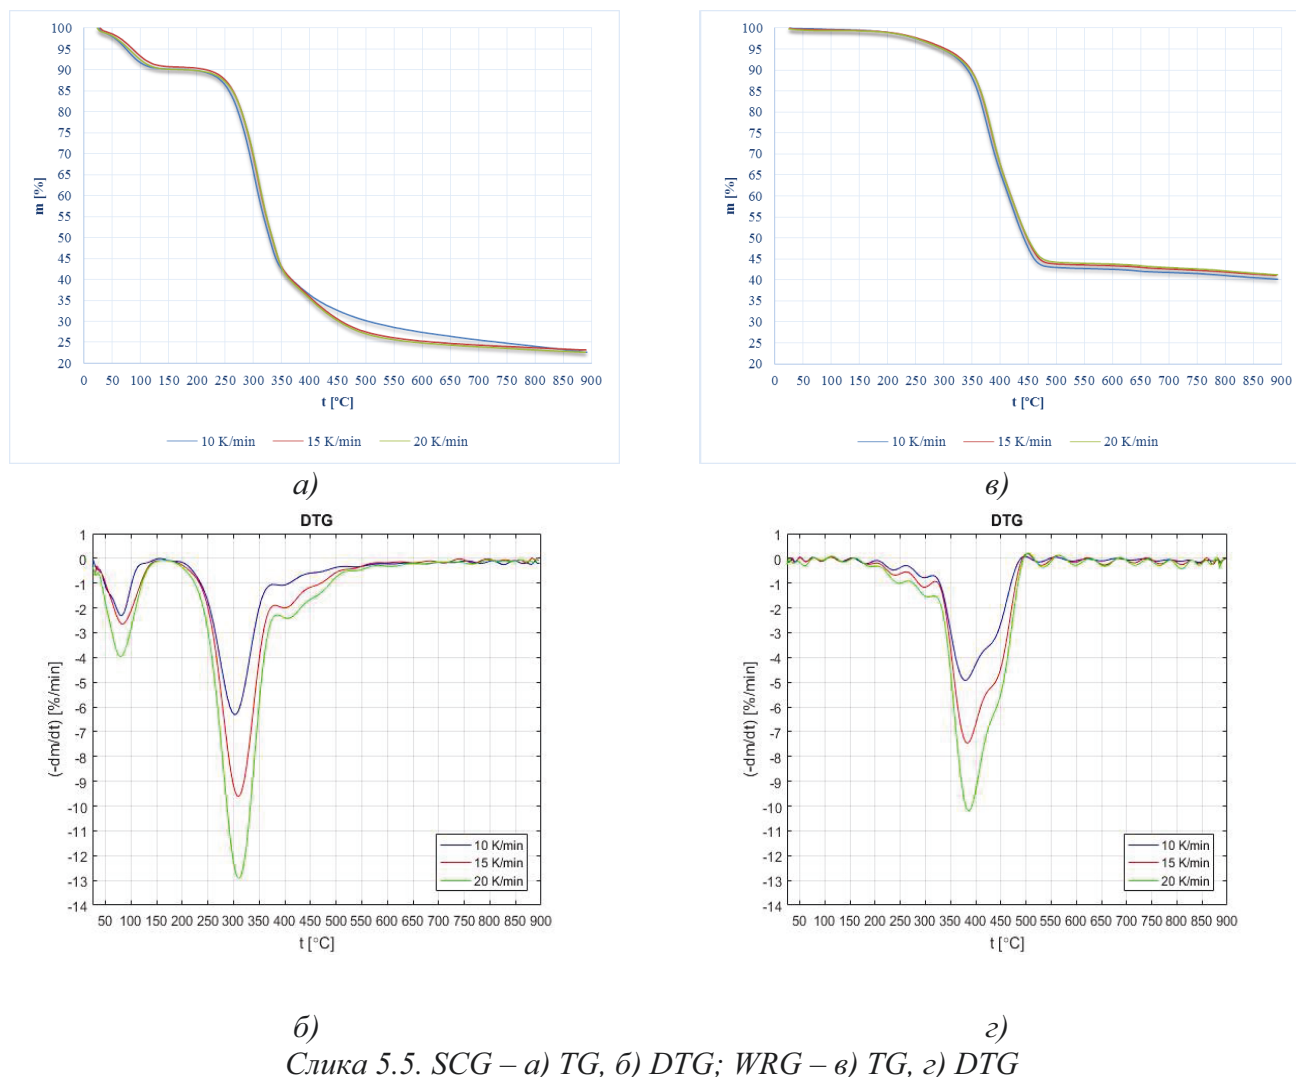 100
95
90
85
80
75
70
65
60
55
50
45
40
35
30
25
20
m [%]
0 50 100 150 200 250 300 350 400 450 500 550 600 650 700 750 800 850 900
t [ºC]
10 K/min 15 K/min 20 K/min
а)
100
95
90
85
80
75
70
65
60
55
50
45
40
35
30
25
20
m [%]
0 50 100 150 200 250 300 350 400 450 500 550 600 650 700 750 800 850 900
t [ºC]
10 K/min 15 K/min 20 K/min
в)
DTG
1
0
-1
-2
-3
-4
-5
-6
-7
-8
-9
-10
-11
-12
-13
-14
(-dm/dt) [%/min]
50 100 150 200 250 300 350 400 450 500 550 600 650 700 750 800 850 900
t [°C]
10 K/min
15 K/min
20 K/min
б)
DTG
1
0
-1
-2
-3
-4
-5
-6
-7
-8
-9
-10
-11
-12
-13
-14
(-dm/dt) [%/min]
50 100 150 200 250 300 350 400 450 500 550 600 650 700 750 800 850 900
t [°C]
10 K/min
15 K/min
20 K/min
г)
Слика 5.5. SCG – а) TG, б) DTG; WRG – в) TG, г) DTG